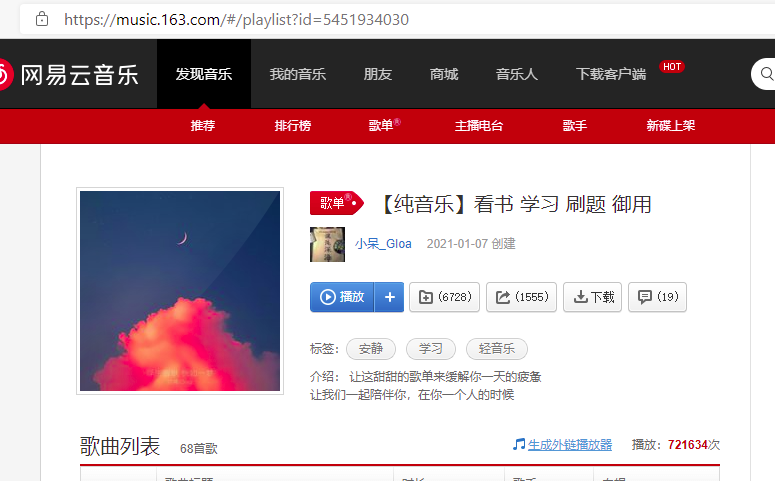 https://music.163.com/#/playlist?id=5451934030
网易云音乐 发现音乐 我的音乐 朋友 商城 音乐人 下载客户端 HOT
推荐 排行榜 歌单® 主播电台 歌手 新碟上架
歌单® 【纯音乐】看书 学习 刷题 御用
小呆_Gloa 2021-01-07 创建
播放 + (6728) (1555) 下载 (19)
标签： 安静 学习 轻音乐
介绍： 让这甜甜的歌单来缓解你一天的疲惫
让我们一起陪伴你，在你一个人的时候
歌曲列表 68首歌 生成外链播放器 播放：721634次